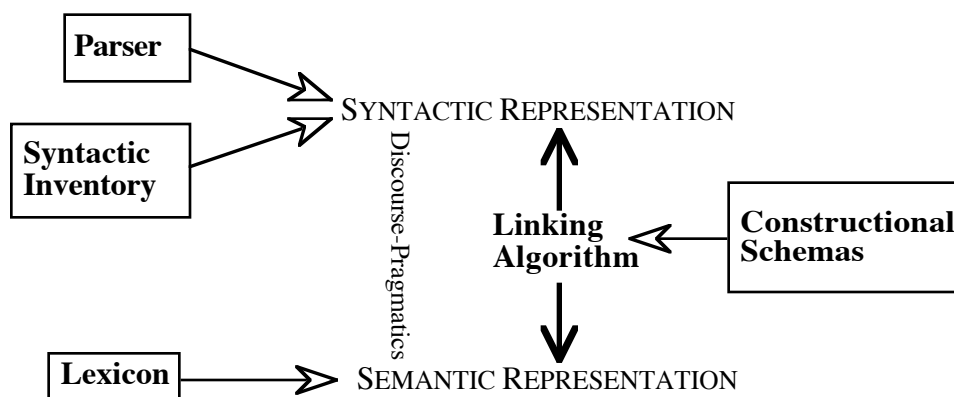 Parser
SYNTACTIC REPRESENTATION
Syntactic
Inventory
Discourse-Pragmatics
Linking
Algorithm
Constructional
Schemas
Lexicon
SEMANTIC REPRESENTATION